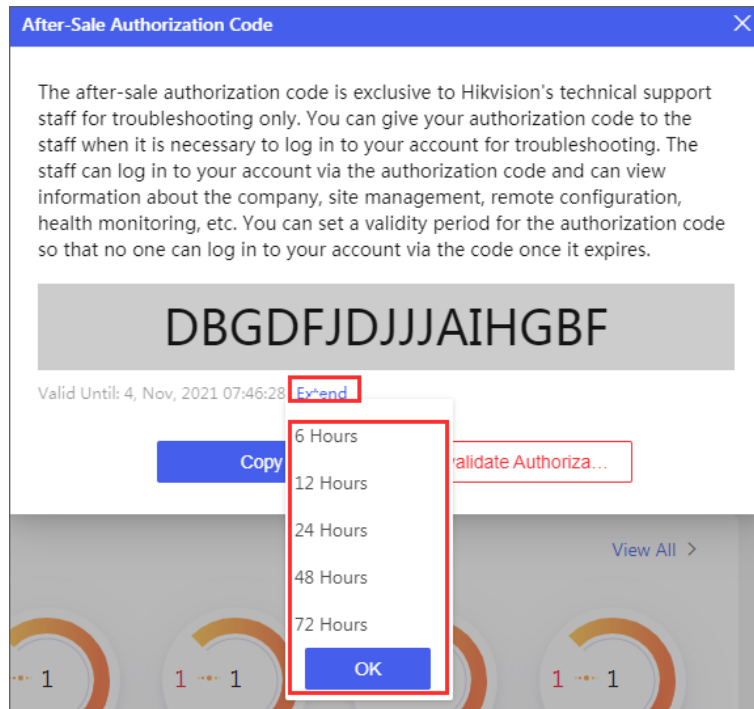 After-Sale Authorization Code
The after-sale authorization code is exclusive to Hikvision's technical support
staff for troubleshooting only. You can give your authorization code to the
staff when it is necessary to log in to your account for troubleshooting. The
staff can log in to your account via the authorization code and can view
information about the company, site management, remote configuration,
health monitoring, etc. You can set a validity period for the authorization code
so that no one can log in to your account via the code once it expires.
DBGDFJDJJJAIHGBF
Valid Until: 4, Nov, 2021 07:46:28 Extend
6 Hours
Copy validate Authoriza...
12 Hours
24 Hours
View All >
48 Hours
72 Hours
OK
1 1 1 1 1